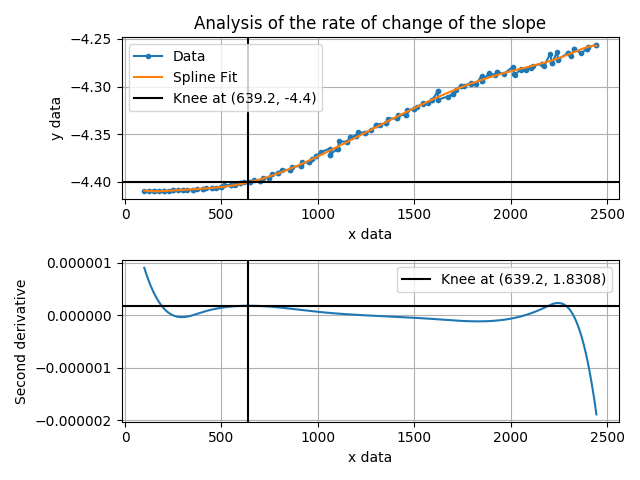 Analysis of the rate of change of the slope
−4.25
−4.30
−4.35
−4.40
y data
Data
Spline Fit
Knee at (639.2, -4.4)
0 500 1000 1500 2000 2500
x data
0.000001
0.000000
−0.000001
−0.000002
Second derivative
Knee at (639.2, 1.8308)
0 500 1000 1500 2000 2500
x data